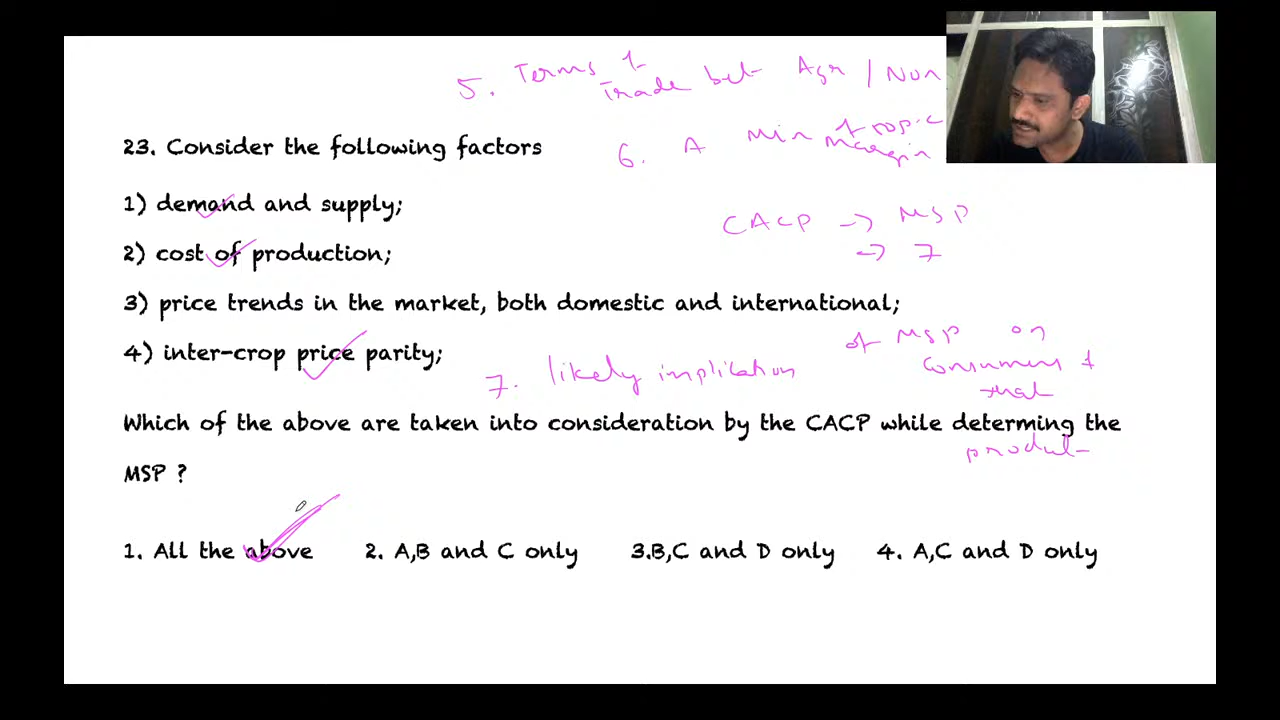 5. Terms of trade bet Agr / Non
6. A Min of margin
23. Consider the following factors
1) demand and supply;
CACP → MSP
→ 7
2) cost of production;
3) price trends in the market, both domestic and international;
4) inter-crop price parity;
7. likely implication of MSP on
consumers &
Which of the above are taken into consideration by the CACP while determing the
MSP ?
1. All the above 2. A,B and C only 3.B,C and D only 4. A,C and D only